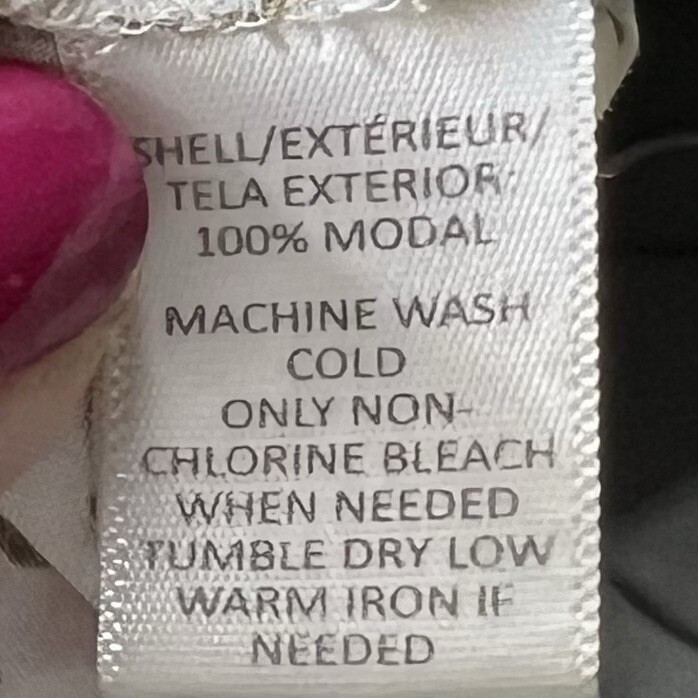 SHELL/EXTÉRIEUR/
TELA EXTERIOR:
100% MODAL
MACHINE WASH
COLD
ONLY NON-
CHLORINE BLEACH
WHEN NEEDED
TUMBLE DRY LOW
WARM IRON IF
NEEDED